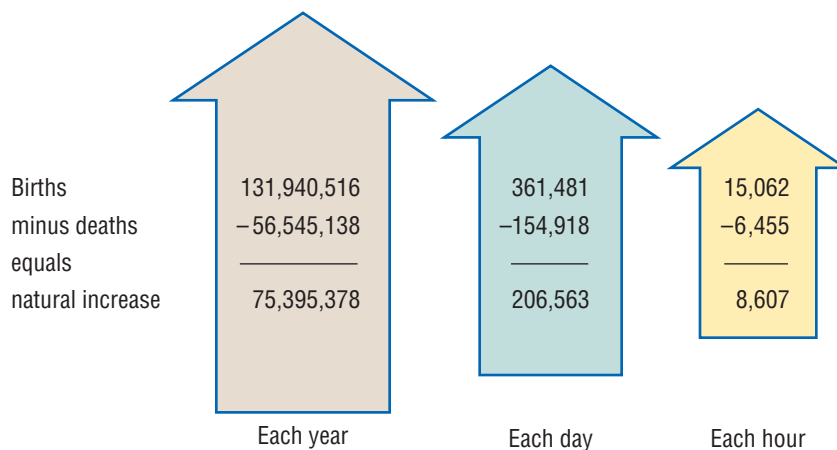 Births 131,940,516 361,481 15,062
minus deaths –56,545,138 –154,918 –6,455
equals
natural increase 75,395,378 206,563 8,607
Each year Each day Each hour